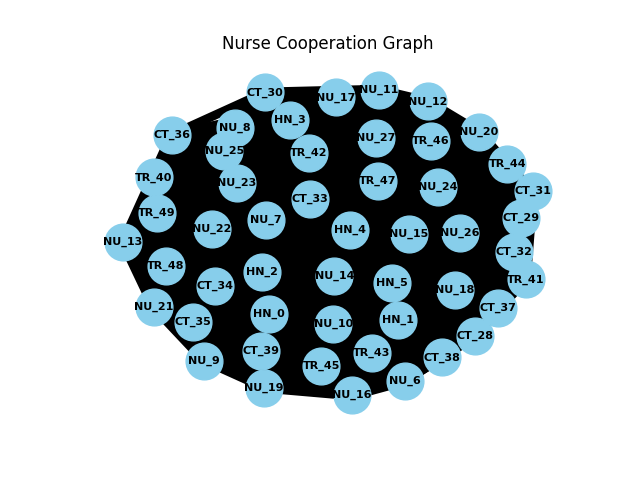 Nurse Cooperation Graph
CT_30
NU_17
NU_11
NU_12
HN_3
NU_8
CT_36
NU_20
NU_27
TR_46
NU_25
TR_42
TR_44
TR_40
NU_23
TR_47
NU_24
CT_31
CT_33
TR_49
NU_7
CT_29
NU_22
HN_4
NU_15
NU_26
NU_13
CT_32
TR_48
HN_2
NU_14
TR_41
CT_34
HN_5
NU_18
NU_21
CT_37
HN_0
CT_35
NU_10
HN_1
CT_28
CT_39
TR_43
CT_38
NU_9
TR_45
NU_6
NU_19
NU_16